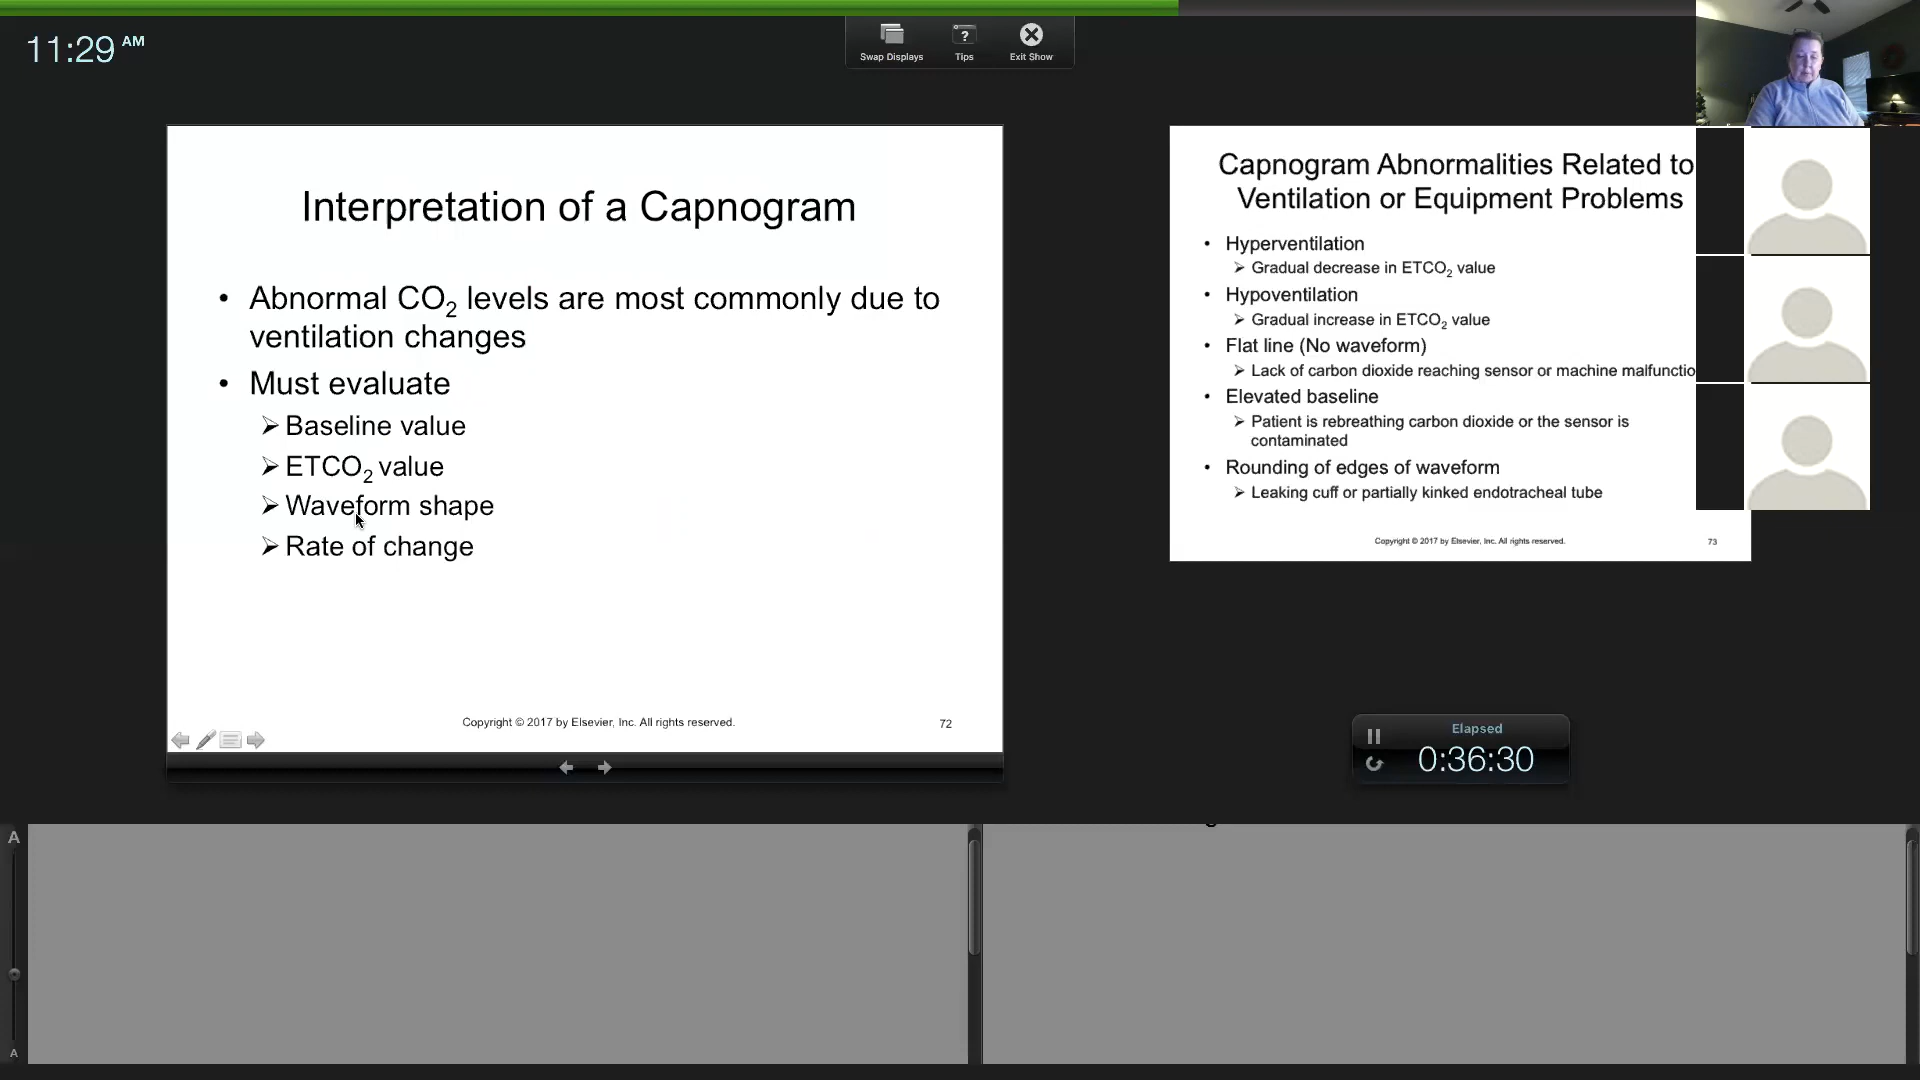 11:29 AM
Swap Displays
Tips
Exit Show
Interpretation of a Capnogram
• Abnormal CO2 levels are most commonly due to
ventilation changes
• Must evaluate
➢ Baseline value
➢ ETCO2 value
➢ Waveform shape
➢ Rate of change
Copyright © 2017 by Elsevier, Inc. All rights reserved.
72
Capnogram Abnormalities Related to
Ventilation or Equipment Problems
• Hyperventilation
➢ Gradual decrease in ETCO2 value
• Hypoventilation
➢ Gradual increase in ETCO2 value
• Flat line (No waveform)
➢ Lack of carbon dioxide reaching sensor or machine malfunctio
• Elevated baseline
➢ Patient is rebreathing carbon dioxide or the sensor is
contaminated
• Rounding of edges of waveform
➢ Leaking cuff or partially kinked endotracheal tube
Copyright © 2017 by Elsevier, Inc. All rights reserved.
73
Elapsed
0:36:30
A
A